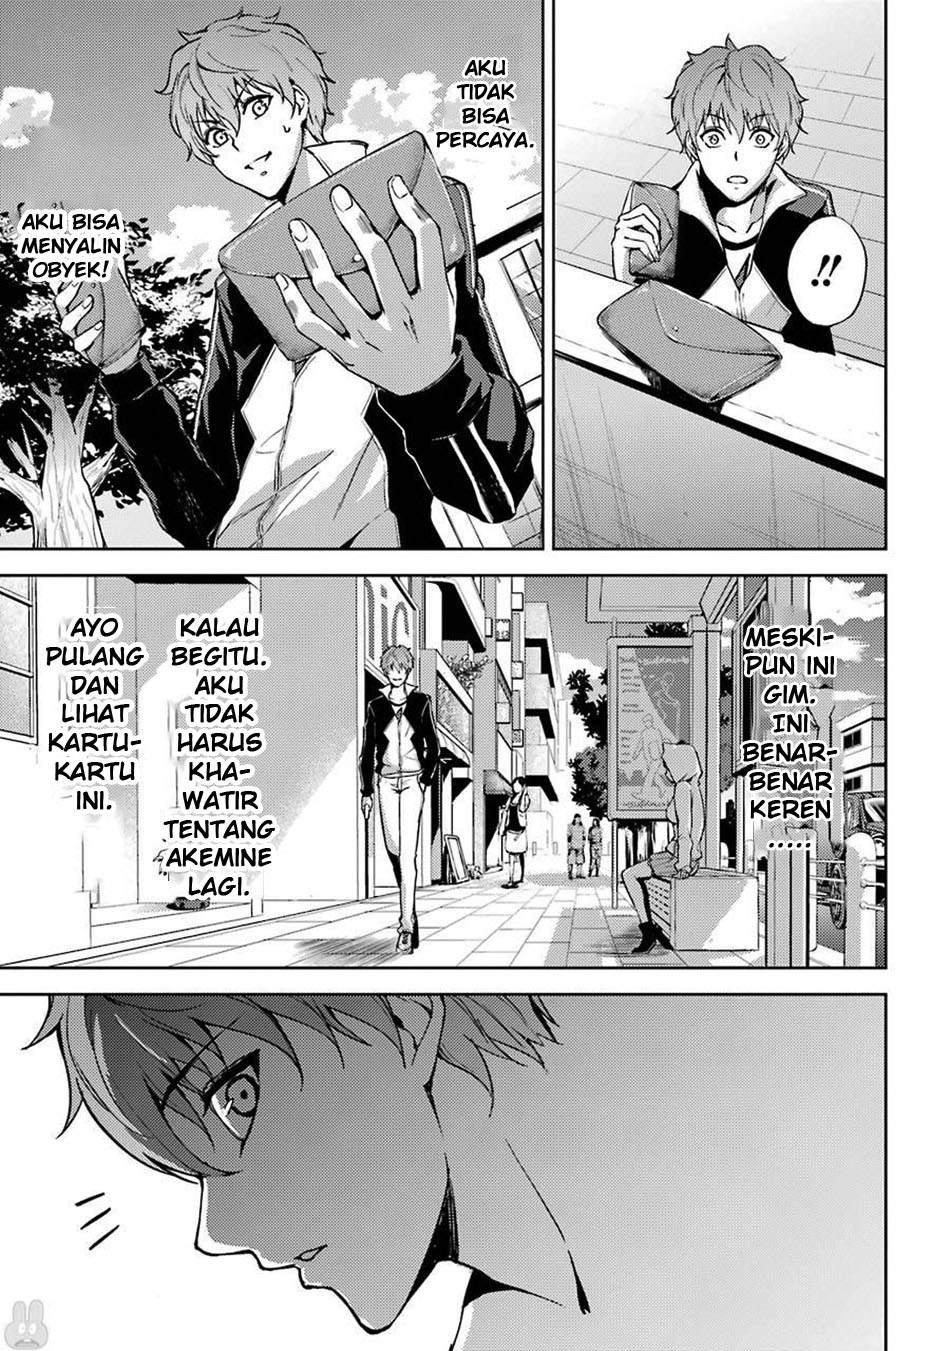 !!
AKU
TIDAK
BISA
PERCAYA.
AKU BISA
MENYALIN
OBYEK!
MESKI-
PUN INI
GIM.
INI
BENAR-
BENAR
KEREN
.....
KALAU
BEGITU.
AKU
TIDAK
HARUS
KHA-
WATIR
TENTANG
AKEMINE
LAGI.
AYO
PULANG
DAN
LIHAT
KARTU-
KARTU
INI.